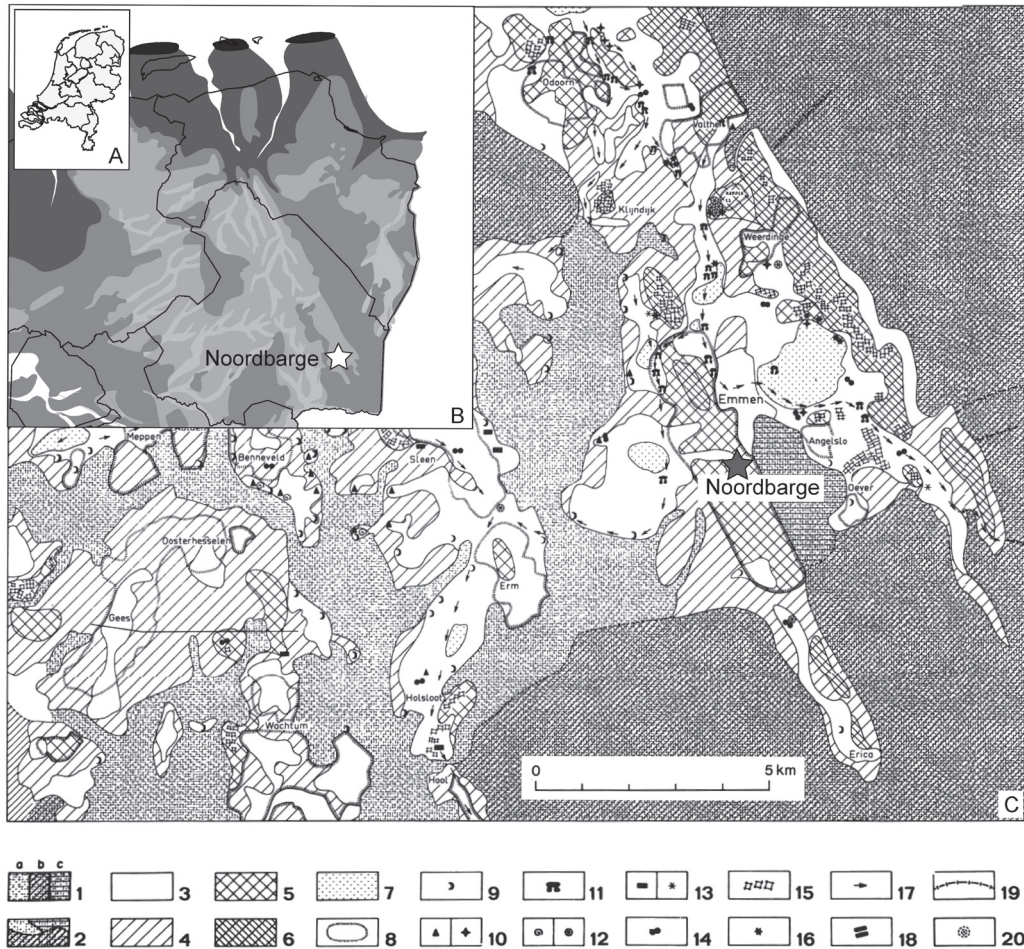 A
B
Noordbarge
Odoorn
Valthe
Klijndijk
Weerdinge
Emmen
Angelslo
Noordbarge
Oever
Meppen
Benneveld
Sleen
Oosterhesselen
Erm
Gees
Holsloot
Wachtum
Erica
Hool
0 5 km
C
a b c
1 3 5 7 9 11 13 15 17 19
2 4 6 8 10 12 14 16 18 20